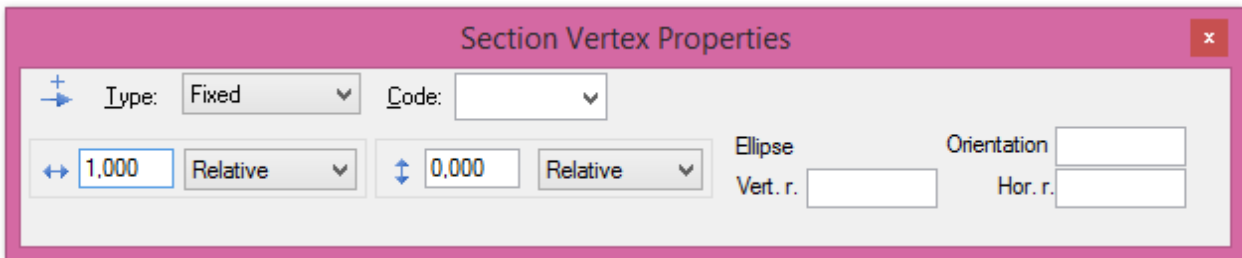 Section Vertex Properties
x
Type: Fixed Code:
1,000 Relative 0,000 Relative
Ellipse Orientation
Vert. r. Hor. r.